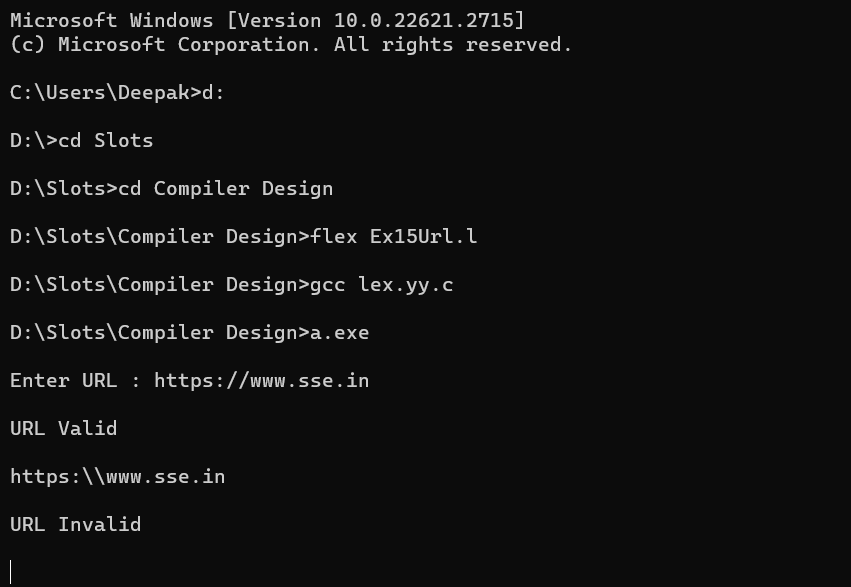 Microsoft Windows [Version 10.0.22621.2715]
(c) Microsoft Corporation. All rights reserved.
C:\Users\Deepak>d:
D:\>cd Slots
D:\Slots>cd Compiler Design
D:\Slots\Compiler Design>flex Ex15Url.l
D:\Slots\Compiler Design>gcc lex.yy.c
D:\Slots\Compiler Design>a.exe
Enter URL : https://www.sse.in
URL Valid
https:\\www.sse.in
URL Invalid